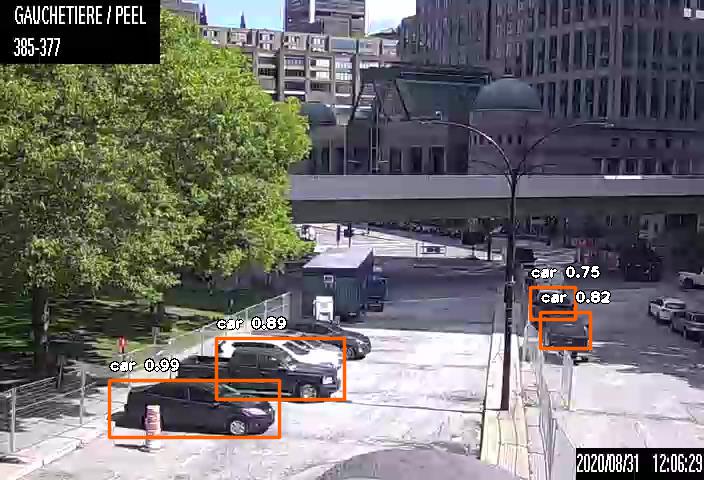 GAUCHETIERE / PEEL
385-377
car 0.75
car 0.82
car 0.89
car 0.99
2020/08/31 12:06:29